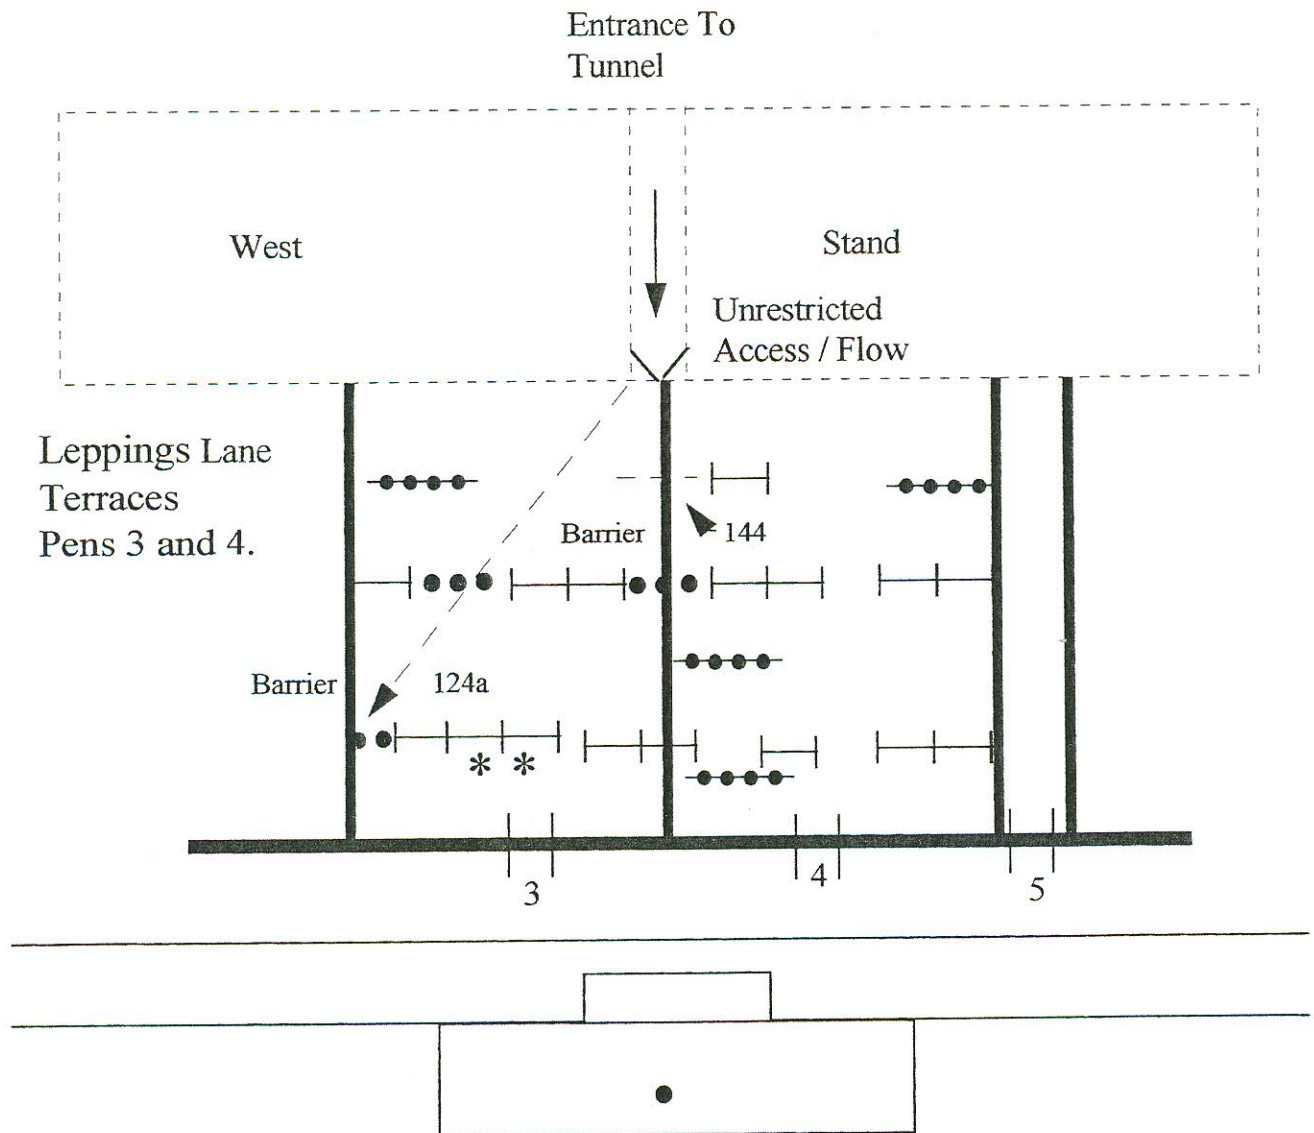 Entrance To
Tunnel
West
Stand
Unrestricted
Access / Flow
Leppings Lane
Terraces
Pens 3 and 4.
Barrier
144
Barrier
124a
* *
3
4
5